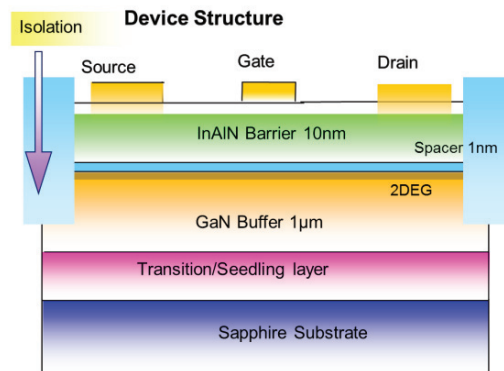 Device Structure
Isolation
Source
Gate
Drain
InAlN Barrier 10nm
Spacer 1nm
2DEG
GaN Buffer 1μm
Transition/Seedling layer
Sapphire Substrate